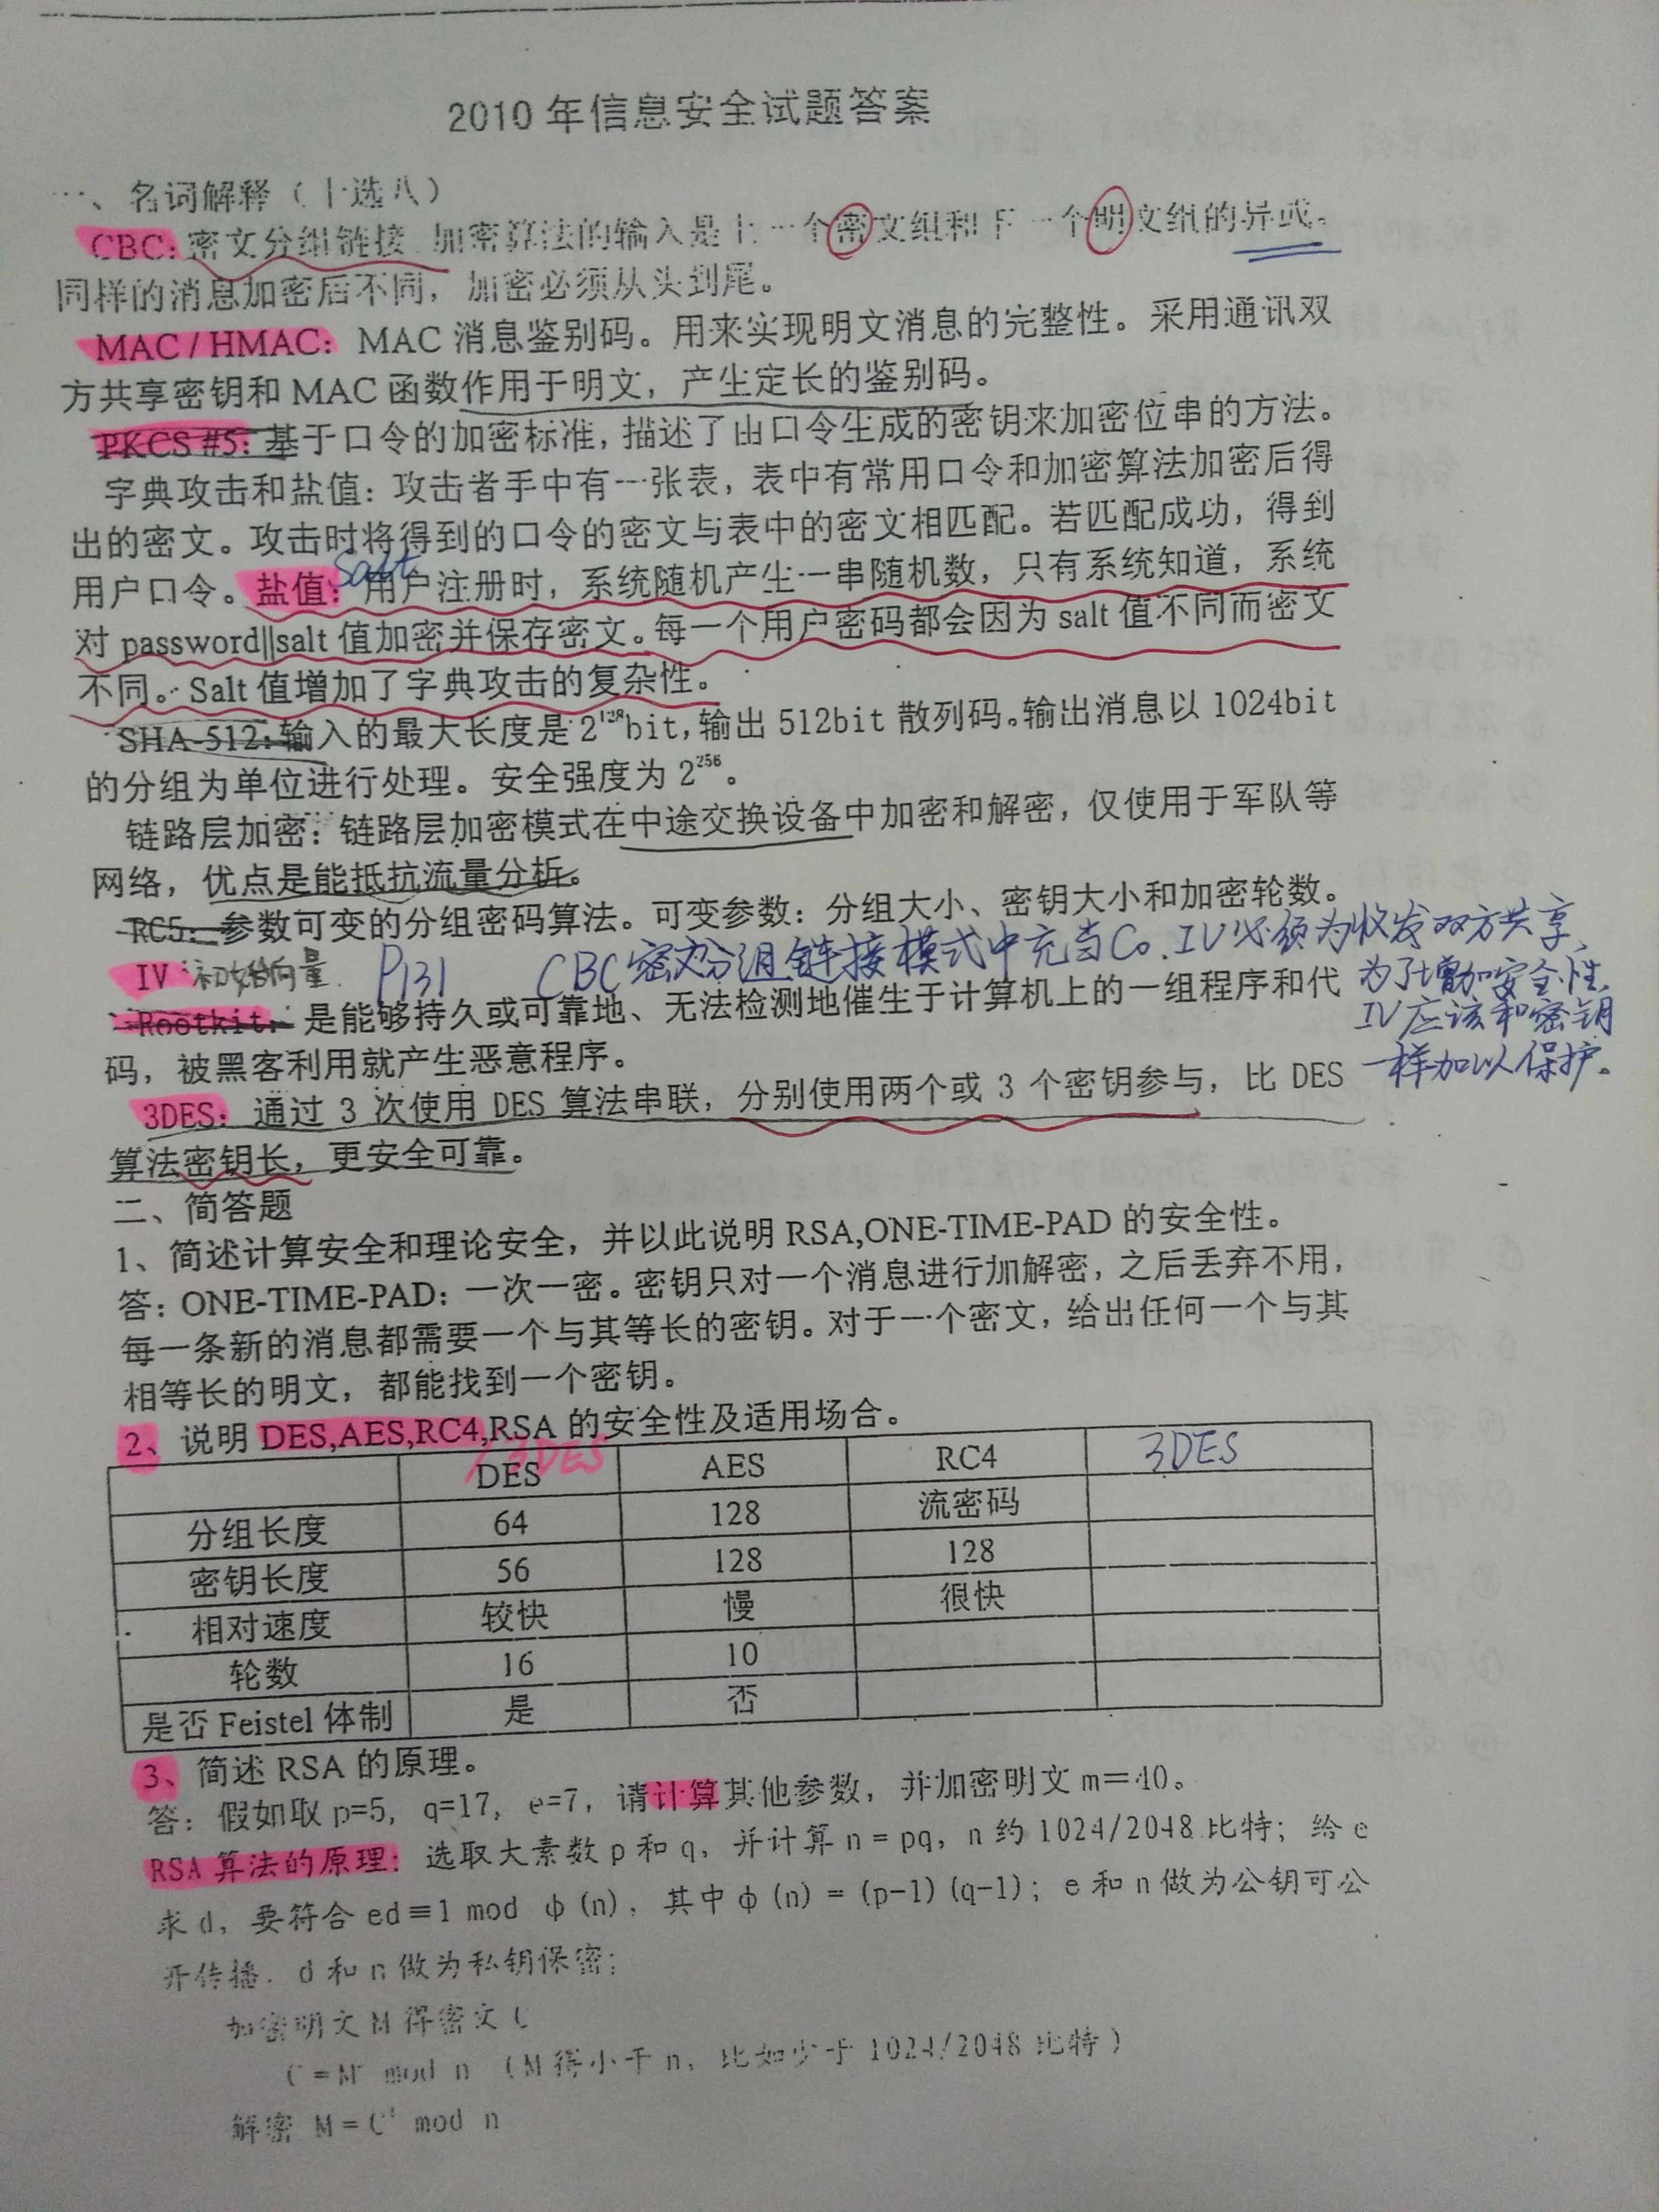 2010 年信息安全试题答案
一、名词解释（十选八）
CBC：密文分组链接 加密算法的输入是上一个密文组和下一个明文组的异或。
同样的消息加密后不同，加密必须从头到尾。
MAC / HMAC： MAC 消息鉴别码。用来实现明文消息的完整性。采用通讯双
方共享密钥和 MAC 函数作用于明文，产生定长的鉴别码。
PKCS #5：基于口令的加密标准，描述了由口令生成的密钥来加密位串的方法。
字典攻击和盐值：攻击者手中有一张表，表中有常用口令和加密算法加密后得
出的密文。攻击时将得到的口令的密文与表中的密文相匹配。若匹配成功，得到
Salt
用户口令。盐值：用户注册时，系统随机产生一串随机数，只有系统知道，系统
对 password||salt 值加密并保存密文。每一个用户密码都会因为 salt 值不同而密文
不同。Salt 值增加了字典攻击的复杂性。
SHA-512：输入的最大长度是 2^128bit，输出 512bit 散列码。输出消息以 1024bit
的分组为单位进行处理。安全强度为 2^256。
链路层加密：链路层加密模式在中途交换设备中加密和解密，仅使用于军队等
网络，优点是能抵抗流量分析。
RC5：参数可变的分组密码算法。可变参数：分组大小、密钥大小和加密轮数。
IV 初始向量 P131 CBC密文分组链接模式中充当C0. IV必须为收发双方共享，
为了增加安全性，
IV应该和密钥
一样加以保护。
Rootkit：是能够持久或可靠地、无法检测地催生于计算机上的一组程序和代
码，被黑客利用就产生恶意程序。
3DES：通过 3 次使用 DES 算法串联，分别使用两个或 3 个密钥参与，比 DES
算法密钥长，更安全可靠。
二、简答题
1、简述计算安全和理论安全，并以此说明 RSA,ONE-TIME-PAD 的安全性。
答：ONE-TIME-PAD：一次一密。密钥只对一个消息进行加解密，之后丢弃不用，
每一条新的消息都需要一个与其等长的密钥。对于一个密文，给出任何一个与其
相等长的明文，都能找到一个密钥。
2、说明 DES,AES,RC4,RSA 的安全性及适用场合。
DES /3DES AES RC4 3DES
分组长度 64 128 流密码
密钥长度 56 128 128
相对速度 较快 慢 很快
轮数 16 10
是否 Feistel 体制 是 否
3、简述 RSA 的原理。
答：假如取 p=5，q=17，e=7，请计算其他参数，并加密明文 m=40。
RSA 算法的原理：选取大素数 p 和 q，并计算 n = pq，n 约 1024/2048 比特；给 e
求 d，要符合 ed≡1 mod φ(n)，其中 φ(n) = (p-1)(q-1)；e 和 n 做为公钥可公
开传播．d 和 n 做为私钥保密；
加密明文 M 得密文 C
C =M^e mod n （M 得小于 n，比如少于 1024/2048 比特）
解密 M = C^d mod n